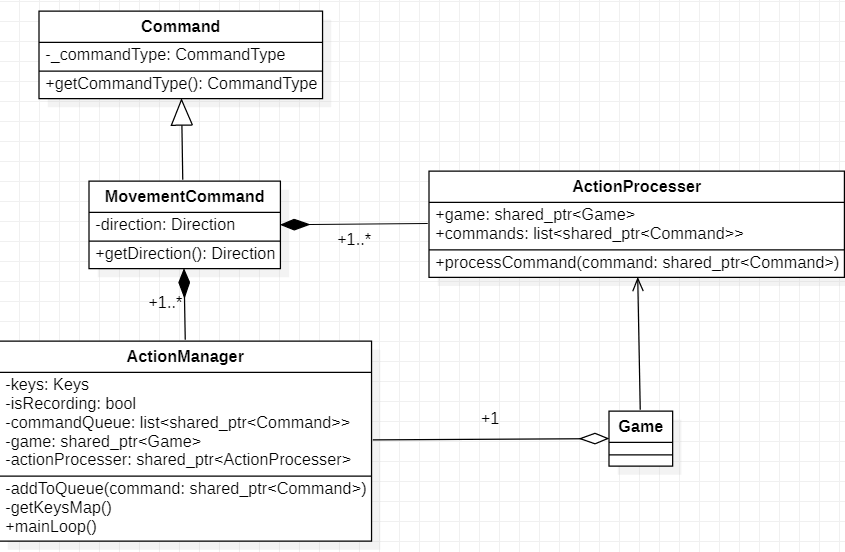 Command
-_commandType: CommandType
+getCommandType(): CommandType
MovementCommand
-direction: Direction
+getDirection(): Direction
+1..*
ActionProcesser
+game: shared_ptr<Game>
+commands: list<shared_ptr<Command>>
+processCommand(command: shared_ptr<Command>)
+1..*
ActionManager
-keys: Keys
-isRecording: bool
-commandQueue: list<shared_ptr<Command>>
-game: shared_ptr<Game>
-actionProcesser: shared_ptr<ActionProcesser>
-addToQueue(command: shared_ptr<Command>)
-getKeysMap()
+mainLoop()
+1
Game